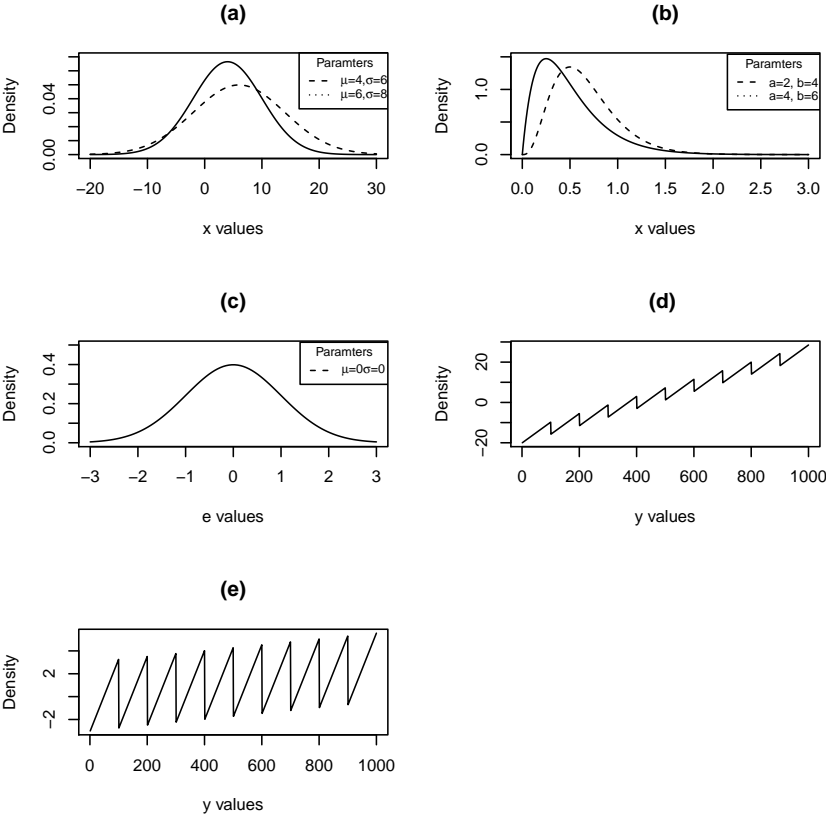 (a)
Density
0.00
0.04
Paramters
μ=4,σ=6
μ=6,σ=8
−20 −10 0 10 20 30
x values
(b)
Density
0.0
1.0
Paramters
a=2, b=4
a=4, b=6
0.0 0.5 1.0 1.5 2.0 2.5 3.0
x values
(c)
Density
0.0
0.2
0.4
Paramters
μ=0σ=0
−3 −2 −1 0 1 2 3
e values
(d)
Density
−20
0
20
0 200 400 600 800 1000
y values
(e)
Density
−2
2
0 200 400 600 800 1000
y values